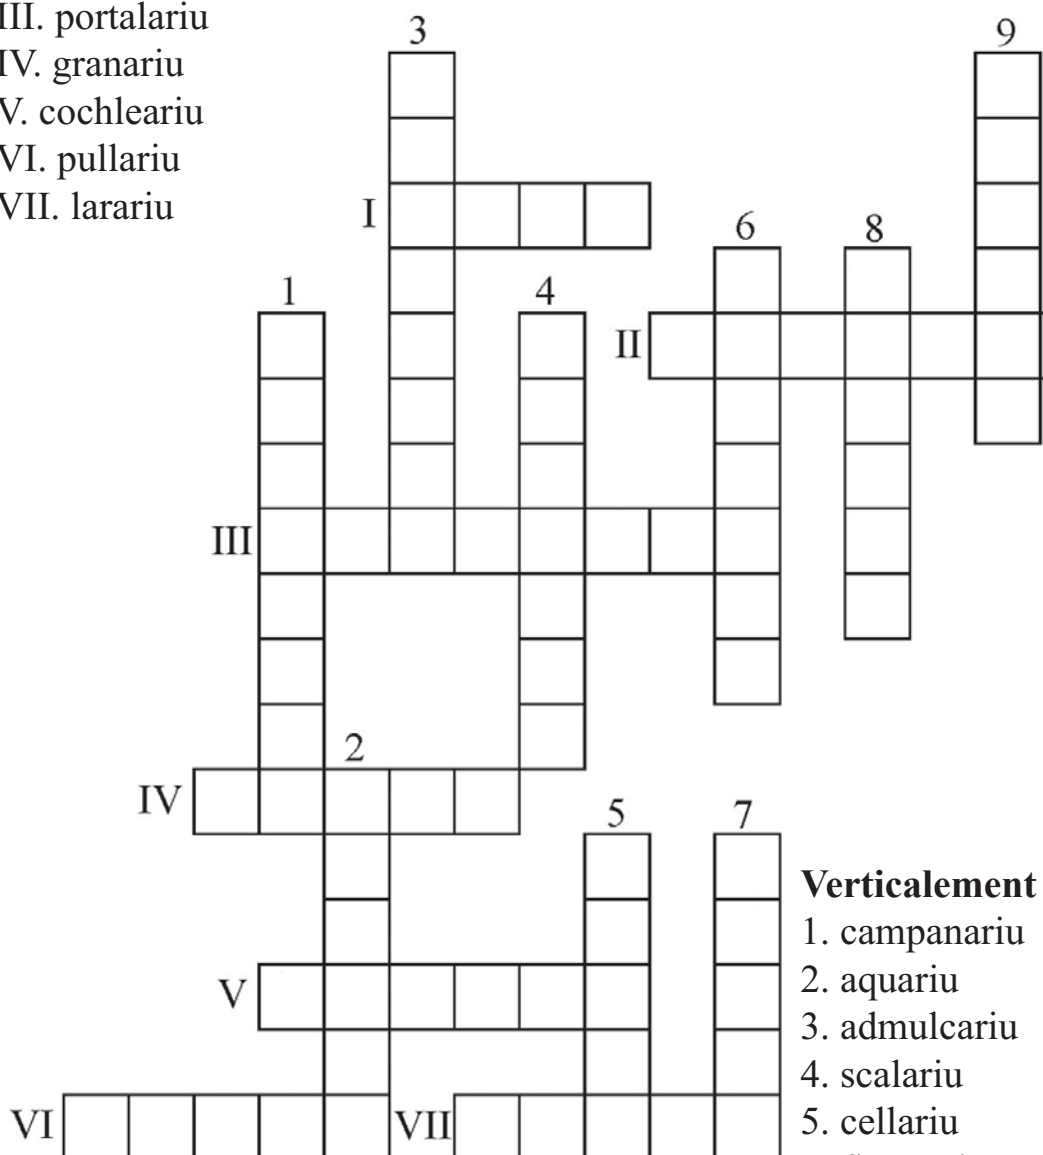 III. portalariu
IV. granariu
V. cochleariu
VI. pullariu
VII. larariu
3
9
I
6
8
1
4
II
III
2
IV
5
7
Verticalement
1. campanariu
2. aquariu
V
3. admulcariu
4. scalariu
VI
VII
5. cellariu